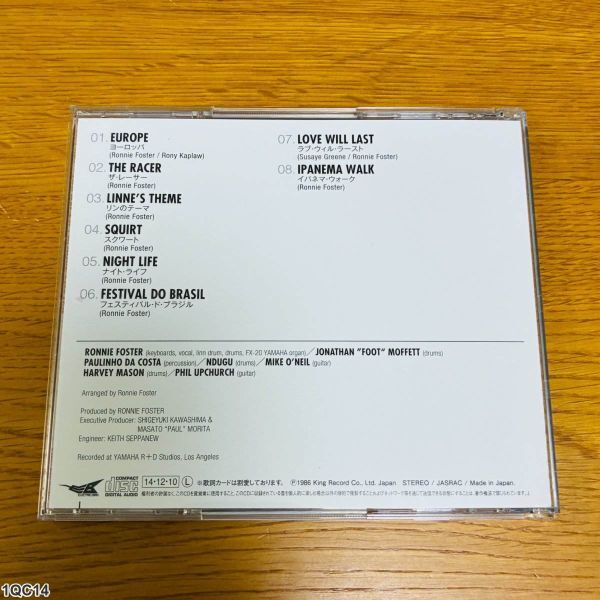 01. EUROPE
ヨーロッパ
(Ronnie Foster / Rony Kaplaw)
02. THE RACER
ザ・レーサー
(Ronnie Foster)
03. LINNE'S THEME
リンのテーマ
(Ronnie Foster)
04. SQUIRT
スクワート
(Ronnie Foster)
05. NIGHT LIFE
ナイト・ライフ
(Ronnie Foster)
06. FESTIVAL DO BRASIL
フェスティバル・ド・ブラジル
(Ronnie Foster)
07. LOVE WILL LAST
ラブ・ウィル・ラースト
(Susaye Greene / Ronnie Foster)
08. IPANEMA WALK
イパネマ・ウォーク
(Ronnie Foster)
RONNIE FOSTER (keyboards, vocal, linn drum, drums, FX-20 YAMAHA organ)/JONATHAN "FOOT" MOFFETT (drums)
PAULINHO DA COSTA (percussion)/NDUGU (drums)/MIKE O'NEIL (guitar)
HARVEY MASON (drums)/PHIL UPCHURCH (guitar)
Arranged by Ronnie Foster
Produced by RONNIE FOSTER
Executive Producer: SHIGEYUKI KAWASHIMA &
MASATO "PAUL" MORITA
Engineer: KEITH SEPPANEW
Recorded at YAMAHA R+D Studios, Los Angeles
COMPACT
disc
DIGITAL AUDIO
14・12・10 Ⓛ ※歌詞カードは割愛しております。 Ⓟ1986 King Record Co., Ltd. Japan STEREO / JASRAC / Made in Japan.
1QC14